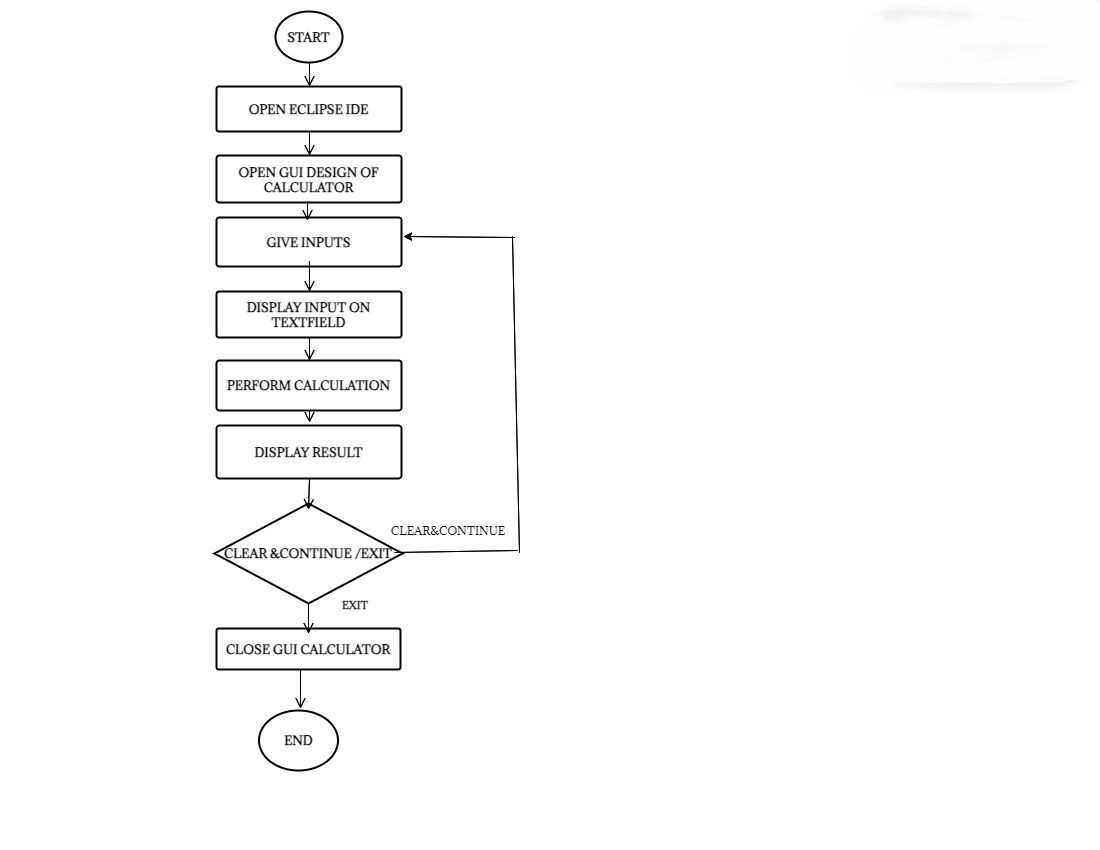 START
OPEN ECLIPSE IDE
OPEN GUI DESIGN OF
CALCULATOR
GIVE INPUTS
DISPLAY INPUT ON
TEXTFIELD
PERFORM CALCULATION
DISPLAY RESULT
CLEAR&CONTINUE
CLEAR &CONTINUE /EXIT
EXIT
CLOSE GUI CALCULATOR
END